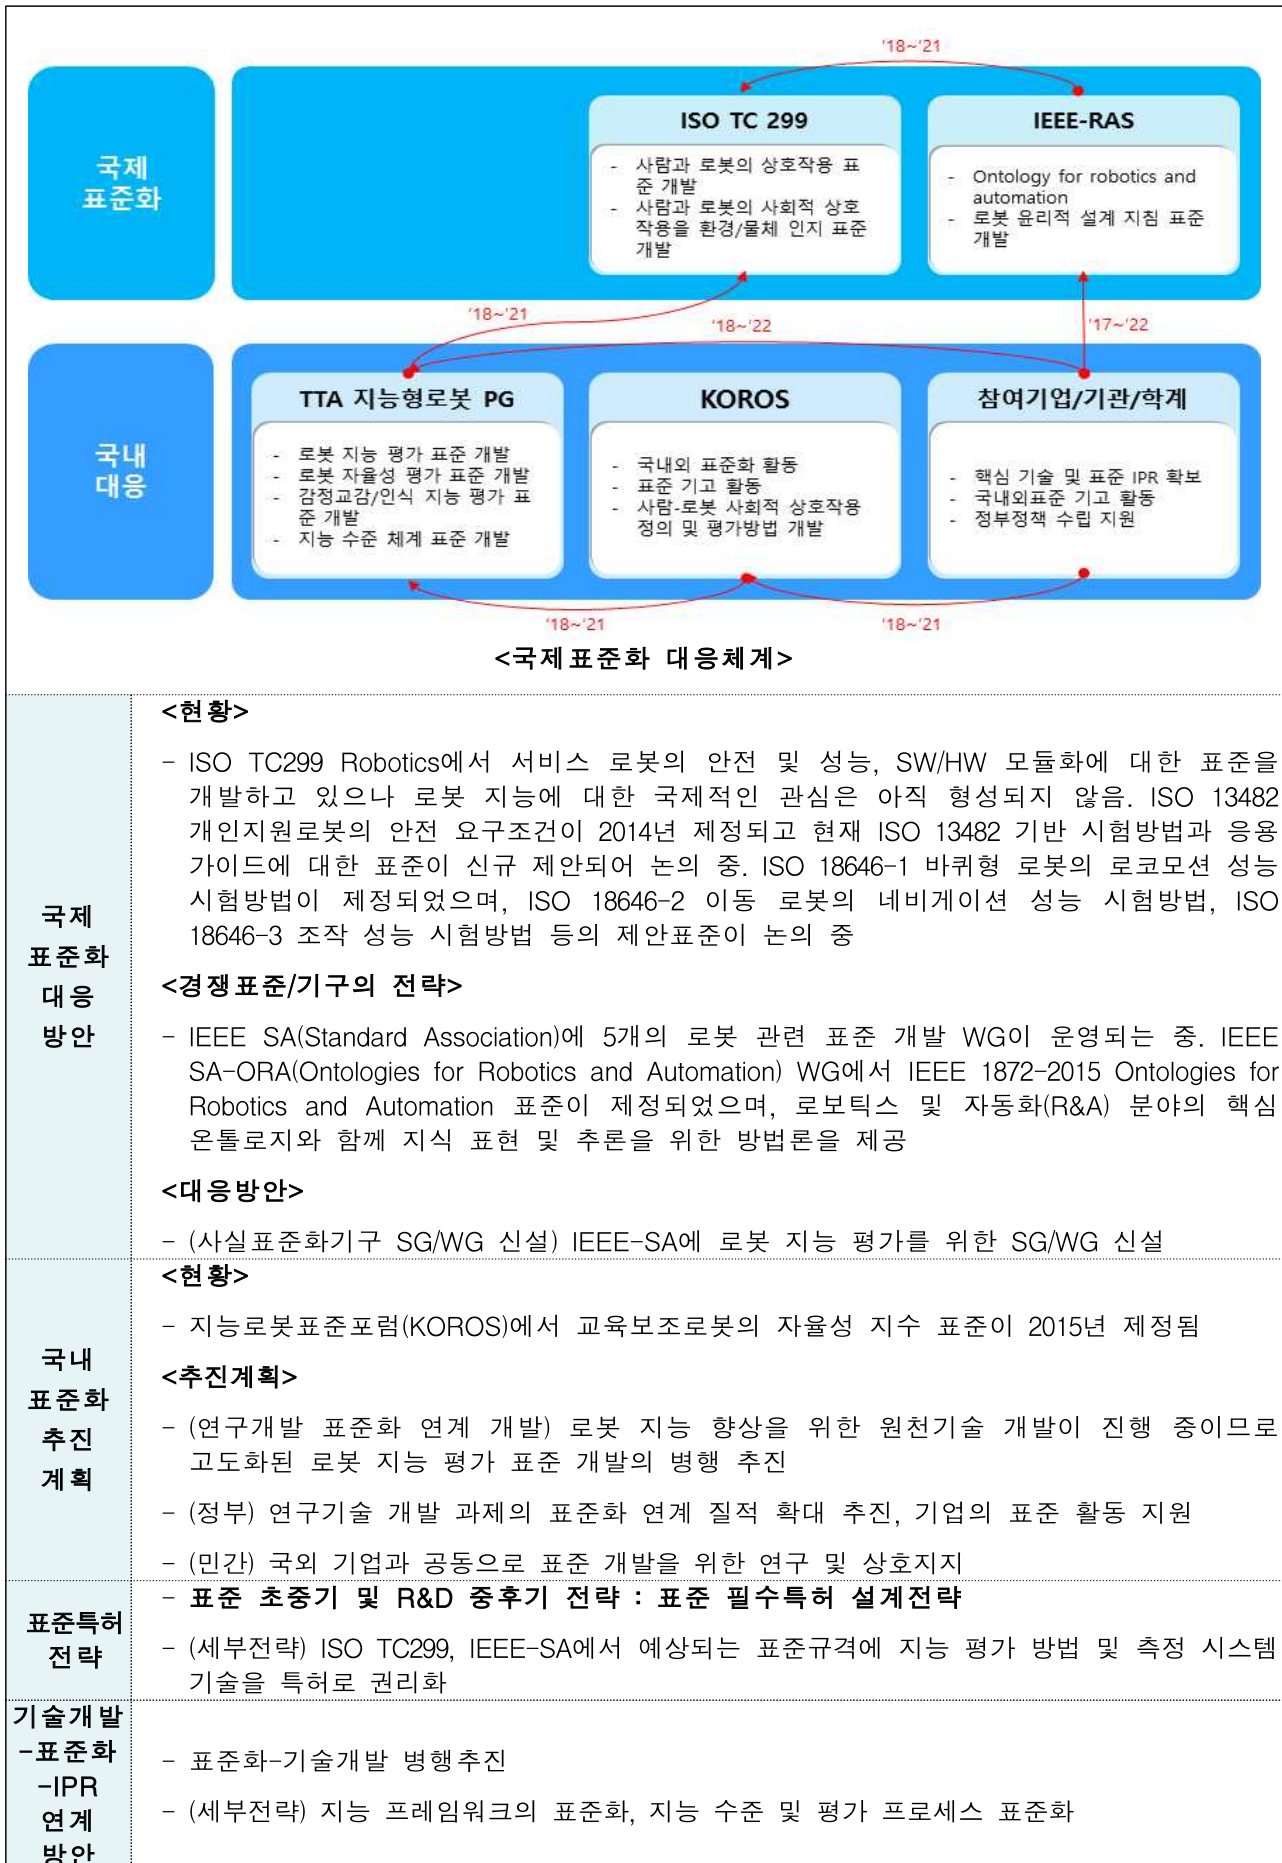 '18~'21
국제
표준화
ISO TC 299
- 사람과 로봇의 상호작용 표
준 개발
- 사람과 로봇의 사회적 상호
작용을 환경/물체 인지 표준
개발
IEEE-RAS
- Ontology for robotics and
automation
- 로봇 윤리적 설계 지침 표준
개발
'18~'21
'18~'22
'17~'22
국내
대응
TTA 지능형로봇 PG
- 로봇 지능 평가 표준 개발
- 로봇 자율성 평가 표준 개발
- 감정교감/인식 지능 평가 표
준 개발
- 지능 수준 체계 표준 개발
KOROS
- 국내외 표준화 활동
- 표준 기고 활동
- 사람-로봇 사회적 상호작용
정의 및 평가방법 개발
참여기업/기관/학계
- 핵심 기술 및 표준 IPR 확보
- 국내외표준 기고 활동
- 정부정책 수립 지원
'18~'21
'18~'21
<국제표준화 대응체계>
국제
표준화
대응
방안
<현황>
- ISO TC299 Robotics에서 서비스 로봇의 안전 및 성능, SW/HW 모듈화에 대한 표준을
개발하고 있으나 로봇 지능에 대한 국제적인 관심은 아직 형성되지 않음. ISO 13482
개인지원로봇의 안전 요구조건이 2014년 제정되고 현재 ISO 13482 기반 시험방법과 응용
가이드에 대한 표준이 신규 제안되어 논의 중. ISO 18646-1 바퀴형 로봇의 로코모션 성능
시험방법이 제정되었으며, ISO 18646-2 이동 로봇의 네비게이션 성능 시험방법, ISO
18646-3 조작 성능 시험방법 등의 제안표준이 논의 중
<경쟁표준/기구의 전략>
- IEEE SA(Standard Association)에 5개의 로봇 관련 표준 개발 WG이 운영되는 중. IEEE
SA-ORA(Ontologies for Robotics and Automation) WG에서 IEEE 1872-2015 Ontologies for
Robotics and Automation 표준이 제정되었으며, 로보틱스 및 자동화(R&A) 분야의 핵심
온톨로지와 함께 지식 표현 및 추론을 위한 방법론을 제공
<대응방안>
- (사실표준화기구 SG/WG 신설) IEEE-SA에 로봇 지능 평가를 위한 SG/WG 신설
국내
표준화
추진
계획
<현황>
- 지능로봇표준포럼(KOROS)에서 교육보조로봇의 자율성 지수 표준이 2015년 제정됨
<추진계획>
- (연구개발 표준화 연계 개발) 로봇 지능 향상을 위한 원천기술 개발이 진행 중이므로
고도화된 로봇 지능 평가 표준 개발의 병행 추진
- (정부) 연구기술 개발 과제의 표준화 연계 질적 확대 추진, 기업의 표준 활동 지원
- (민간) 국외 기업과 공동으로 표준 개발을 위한 연구 및 상호지지
표준특허
전략
- 표준 초중기 및 R&D 중후기 전략 : 표준 필수특허 설계전략
- (세부전략) ISO TC299, IEEE-SA에서 예상되는 표준규격에 지능 평가 방법 및 측정 시스템
기술을 특허로 권리화
기술개발
-표준화
-IPR
연계
방안
- 표준화-기술개발 병행추진
- (세부전략) 지능 프레임워크의 표준화, 지능 수준 및 평가 프로세스 표준화